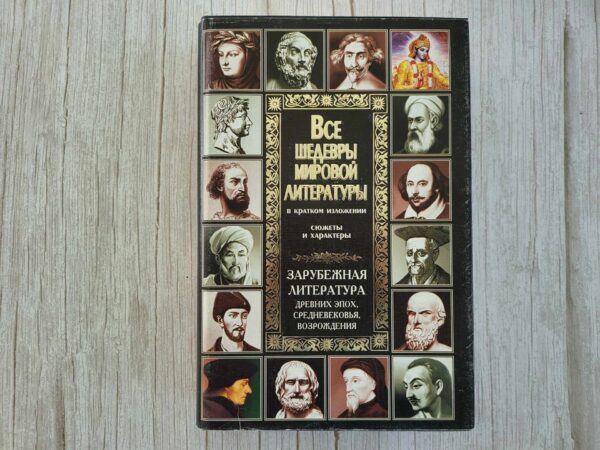 Все
шедевры
мировой
литературы
в кратком изложении
сюжеты
и характеры
Зарубежная
литература
древних эпох,
средневековья,
возрождения